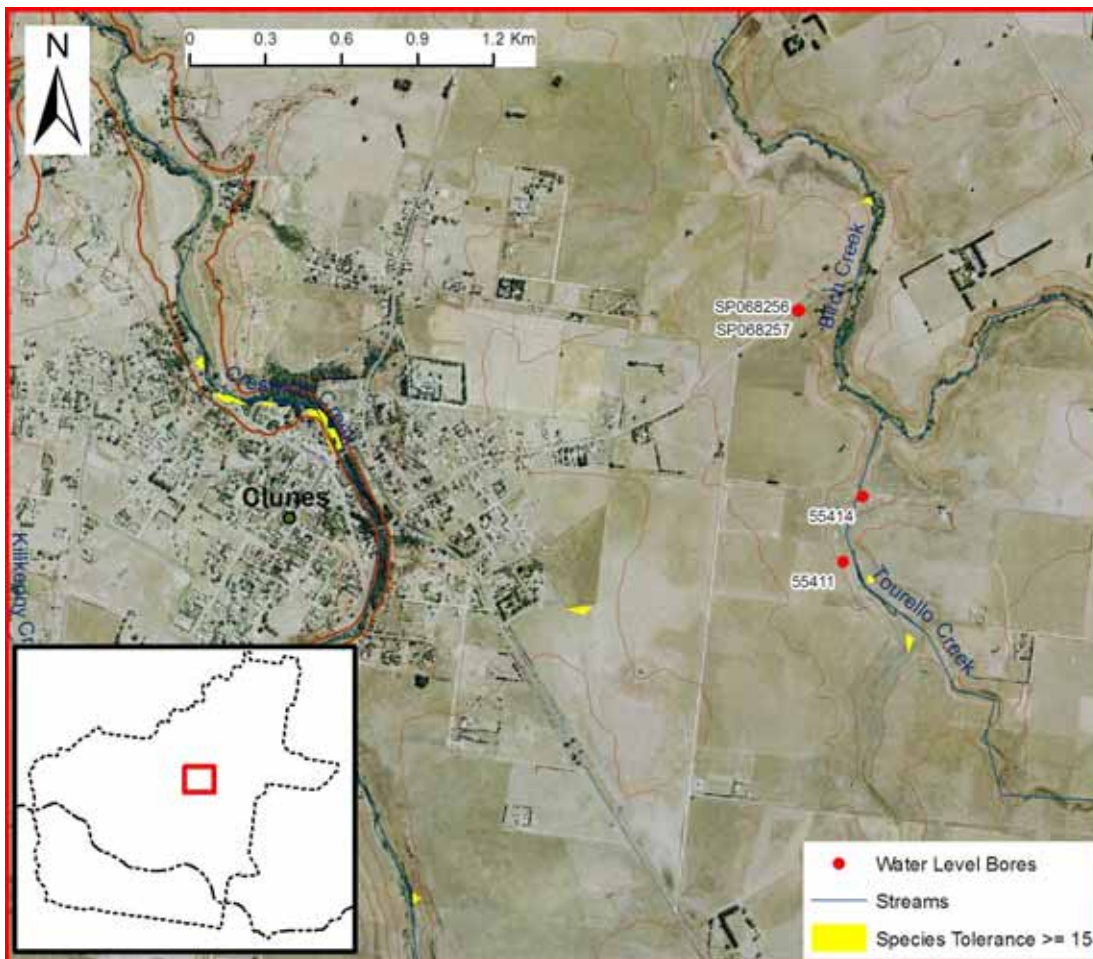 N
0 0.3 0.6 0.9 1.2 Km
Birch Creek
SP068256
SP068257
Creswick Creek
Clunes
55414
55411
Tourello Creek
Killkenny
Water Level Bores
Streams
Species Tolerance >= 15